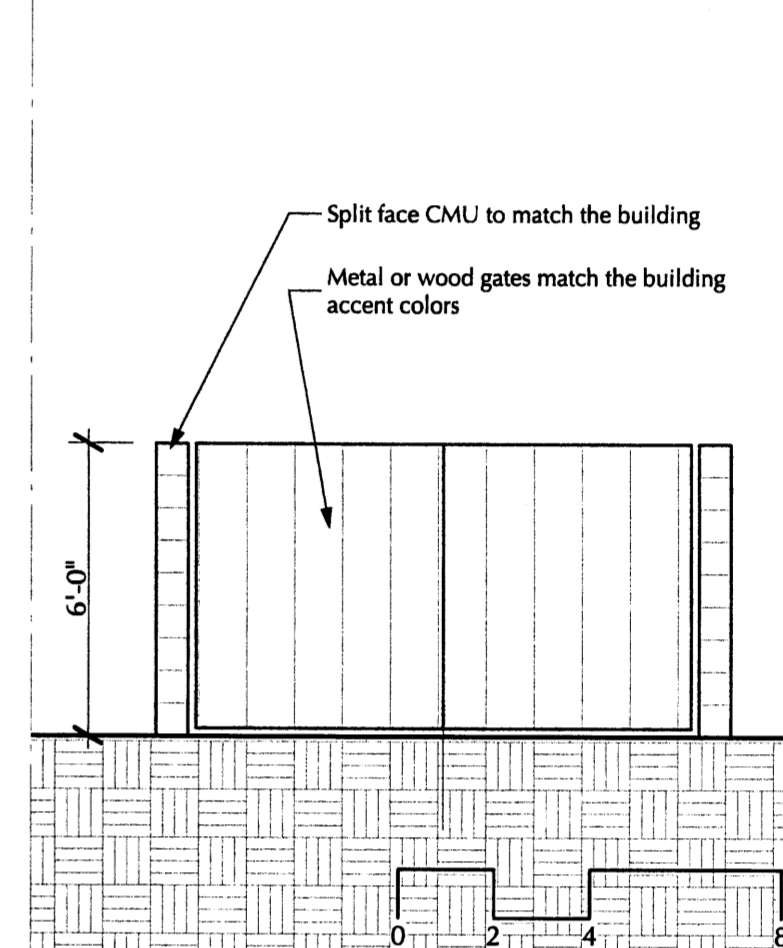 Split face CMU to match the building
Metal or wood gates match the building
accent colors
6'-0"
0 2 4